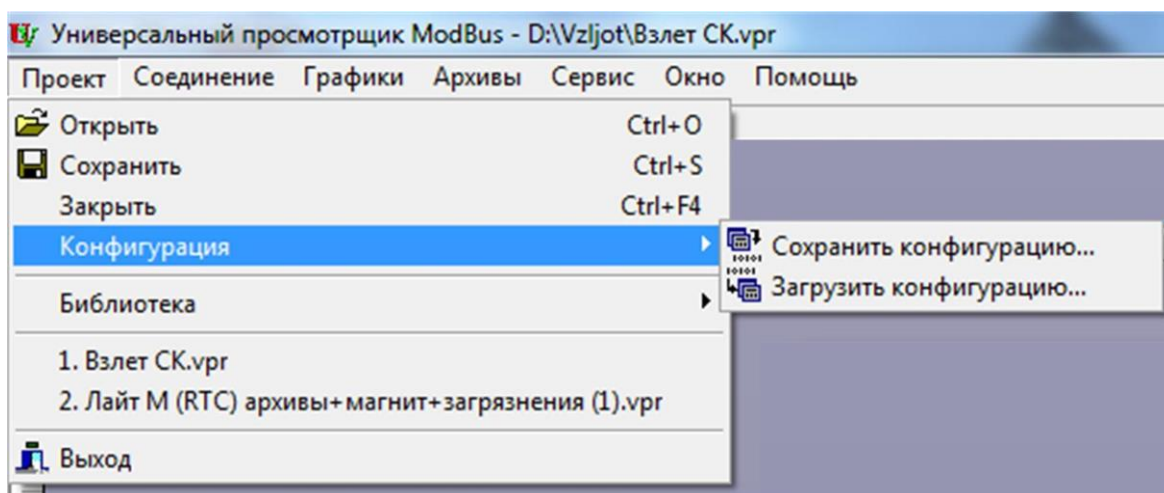 Универсальный просмотрщик ModBus - D:\Vzljot\Взлет СК.vpr
Проект Соединение Графики Архивы Сервис Окно Помощь
Открыть Ctrl+O
Сохранить Ctrl+S
Закрыть Ctrl+F4
Конфигурация
Сохранить конфигурацию...
Загрузить конфигурацию...
Библиотека
1. Взлет СК.vpr
2. Лайт М (RTC) архивы+магнит+загрязнения (1).vpr
Выход